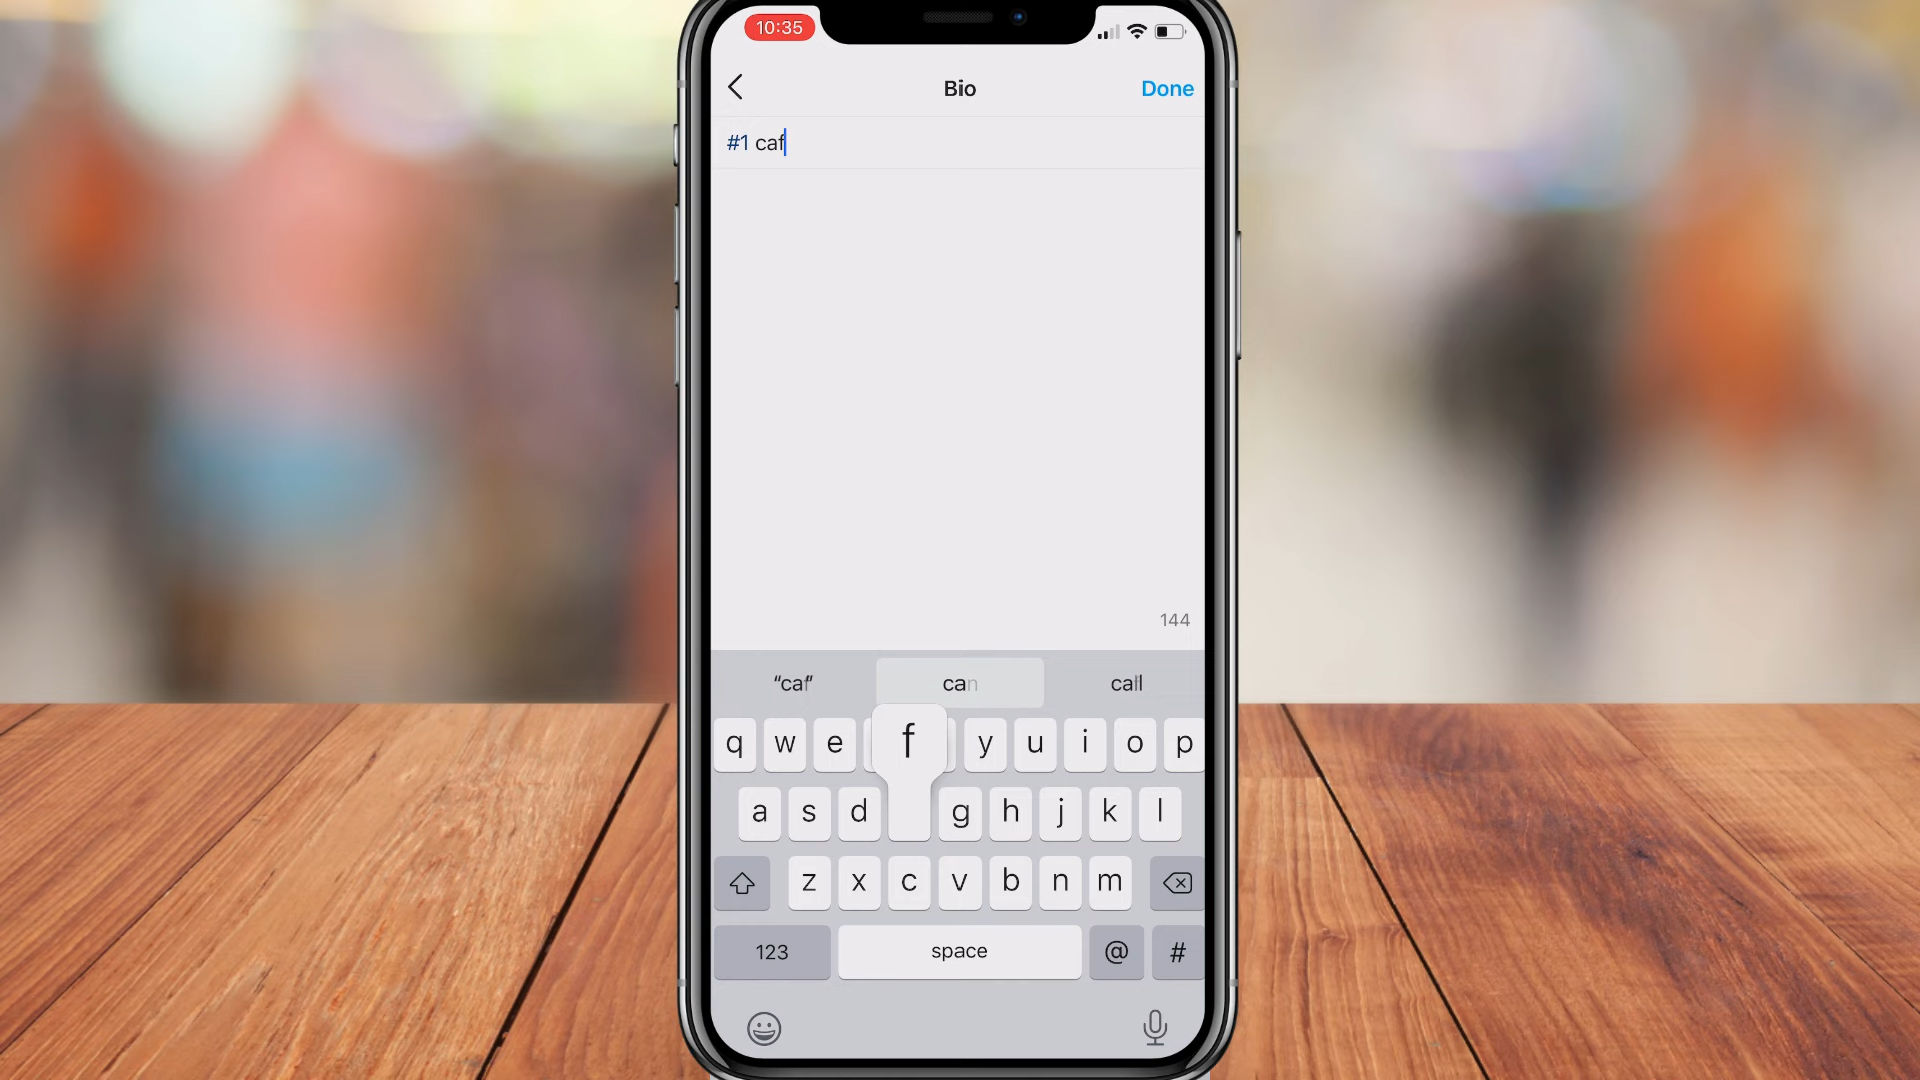 10:35
Bio
Done
#1 caf
144
"caf"
can
call
q w e f y u i o p
a s d g h j k l
z x c v b n m
123
space
@
#